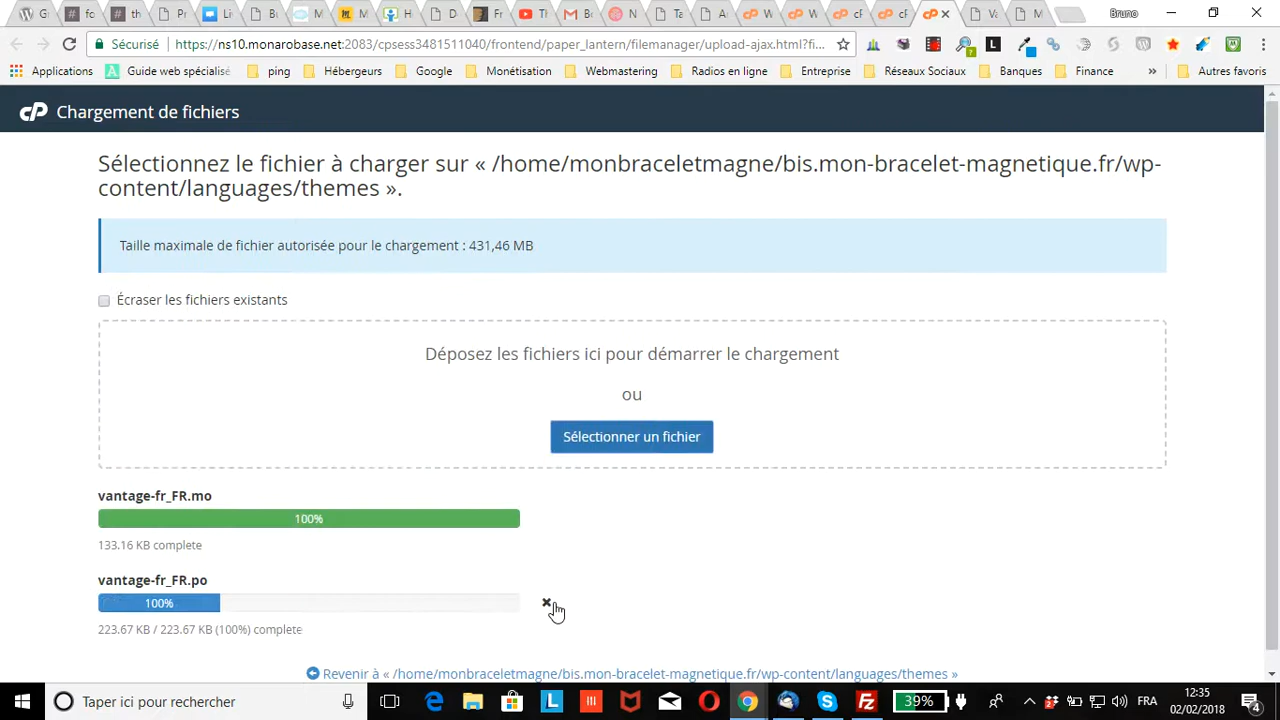 Bruno
Sécurisé
https://ns10.monarobase.net:2083/cpsess3481511040/frontend/paper_lantern/filemanager/upload-ajax.html?fi...
Applications
Guide web spécialisé
ping
Hébergeurs
Google
Monétisation
Webmastering
Radios en ligne
Entreprise
Réseaux Sociaux
Banques
Finance
»
Autres favoris
cP Chargement de fichiers
Sélectionnez le fichier à charger sur « /home/monbraceletmagne/bis.mon-bracelet-magnetique.fr/wp-
content/languages/themes ».
Taille maximale de fichier autorisée pour le chargement : 431,46 MB
Écraser les fichiers existants
Déposez les fichiers ici pour démarrer le chargement
ou
Sélectionner un fichier
vantage-fr_FR.mo
100%
133.16 KB complete
vantage-fr_FR.po
100%
223.67 KB / 223.67 KB (100%) complete
Revenir à « /home/monbraceletmagne/bis.mon-bracelet-magnetique.fr/wp-content/languages/themes »
Taper ici pour rechercher
39%
FRA
12:35
02/02/2018